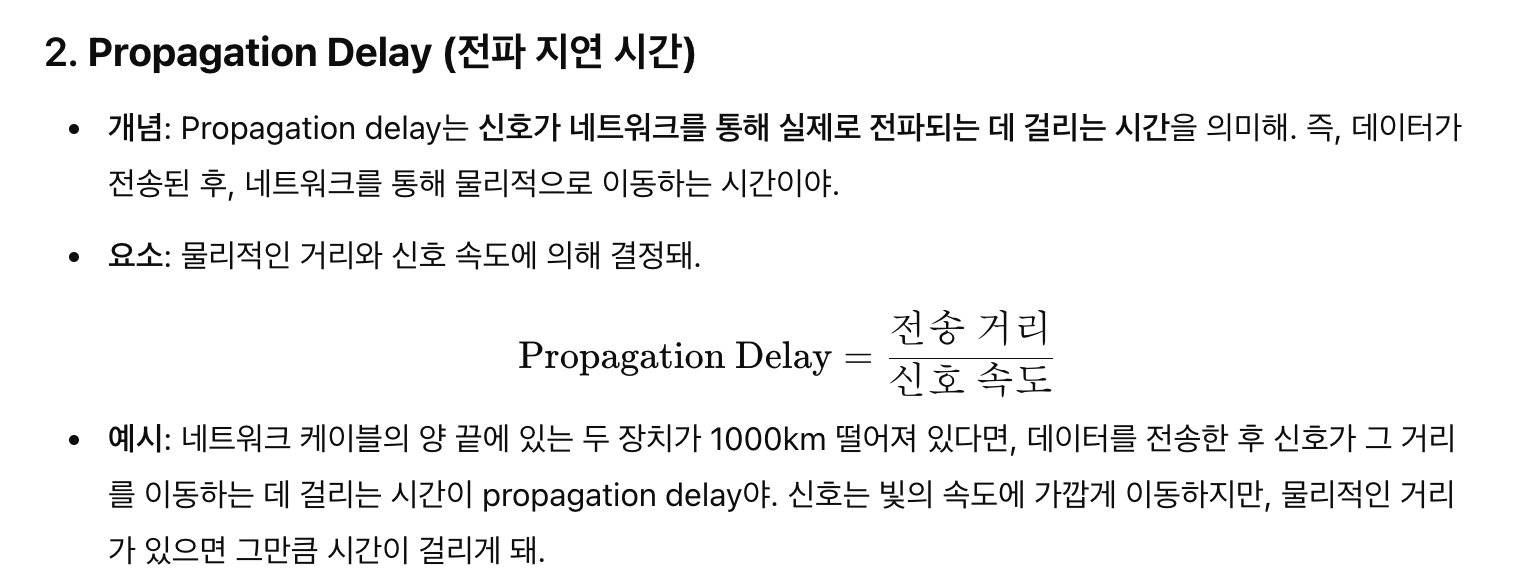 2. Propagation Delay (전파 지연 시간)
• 개념: Propagation delay는 신호가 네트워크를 통해 실제로 전파되는 데 걸리는 시간을 의미해. 즉, 데이터가
전송된 후, 네트워크를 통해 물리적으로 이동하는 시간이야.
• 요소: 물리적인 거리와 신호 속도에 의해 결정돼.
전송 거리
Propagation Delay =
신호 속도
• 예시: 네트워크 케이블의 양 끝에 있는 두 장치가 1000km 떨어져 있다면, 데이터를 전송한 후 신호가 그 거리
를 이동하는 데 걸리는 시간이 propagation delay야. 신호는 빛의 속도에 가깝게 이동하지만, 물리적인 거리
가 있으면 그만큼 시간이 걸리게 돼.